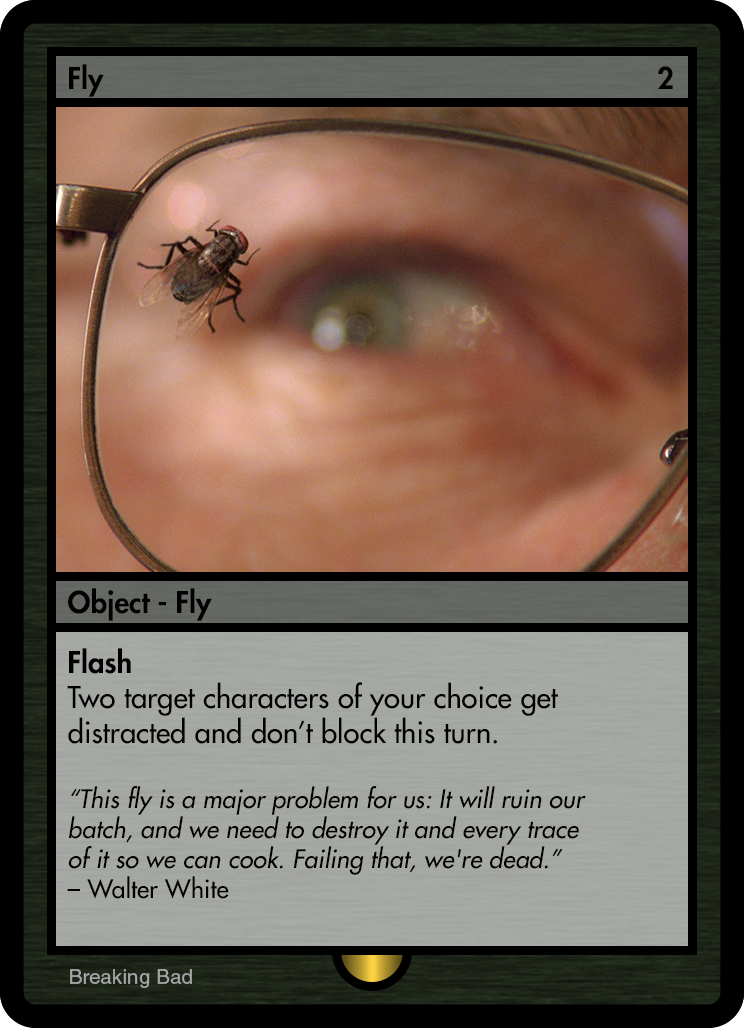 Fly 2
Object - Fly
Flash
Two target characters of your choice get
distracted and don’t block this turn.
“This fly is a major problem for us: It will ruin our
batch, and we need to destroy it and every trace
of it so we can cook. Failing that, we're dead.”
– Walter White
Breaking Bad